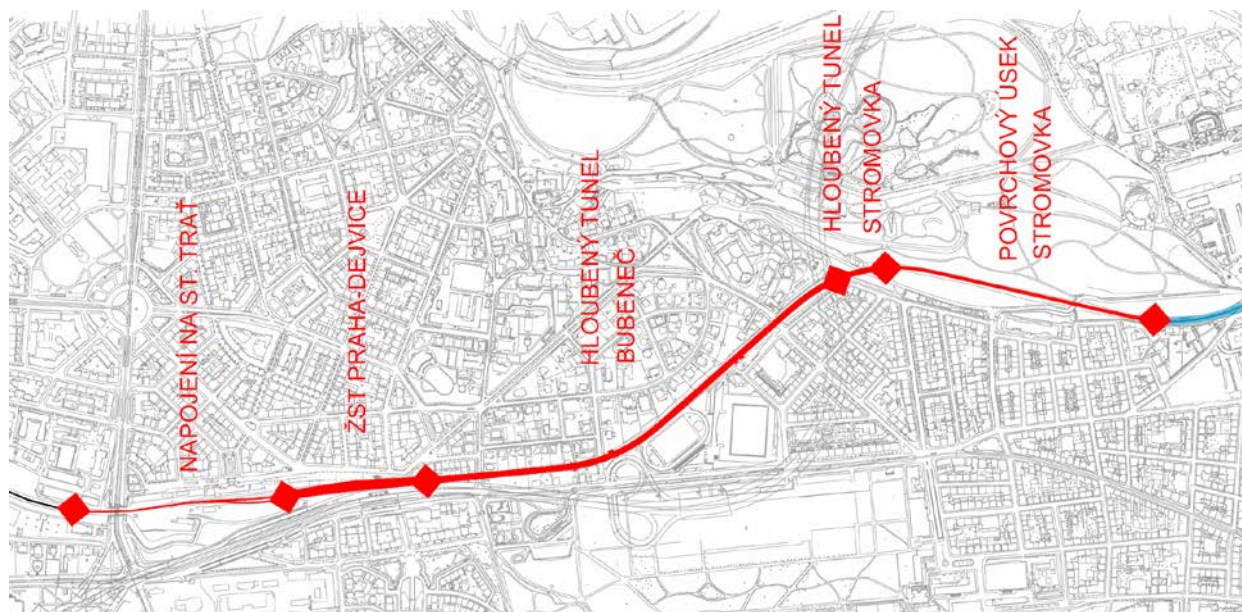 NAPOJENÍ NA ST. TRAŤ
ŽST PRAHA-DEJVICE
HLOUBENÝ TUNEL
BUBENEČ
HLOUBENÝ TUNEL
STROMOVKA
POVRCHOVÝ ÚSEK
STROMOVKA